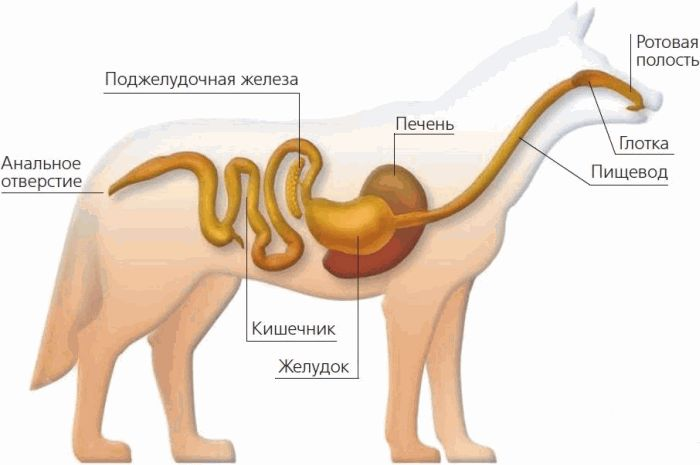 Ротовая
полость
Поджелудочная железа
Печень
Глотка
Анальное
отверстие
Пищевод
Кишечник
Желудок